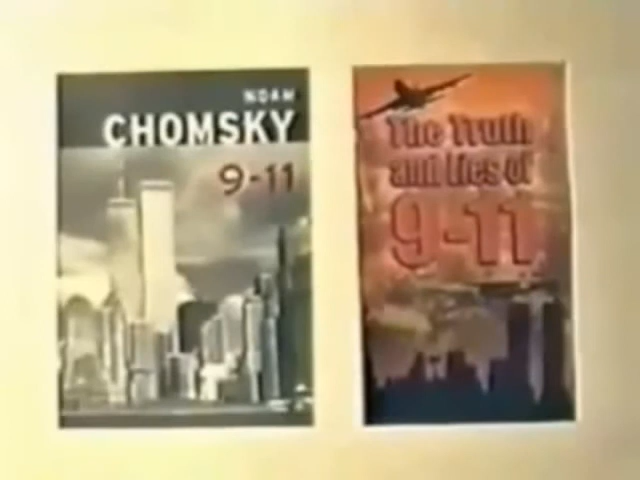 NOAM
CHOMSKY
9-11
The Truth
and Lies of
9-11